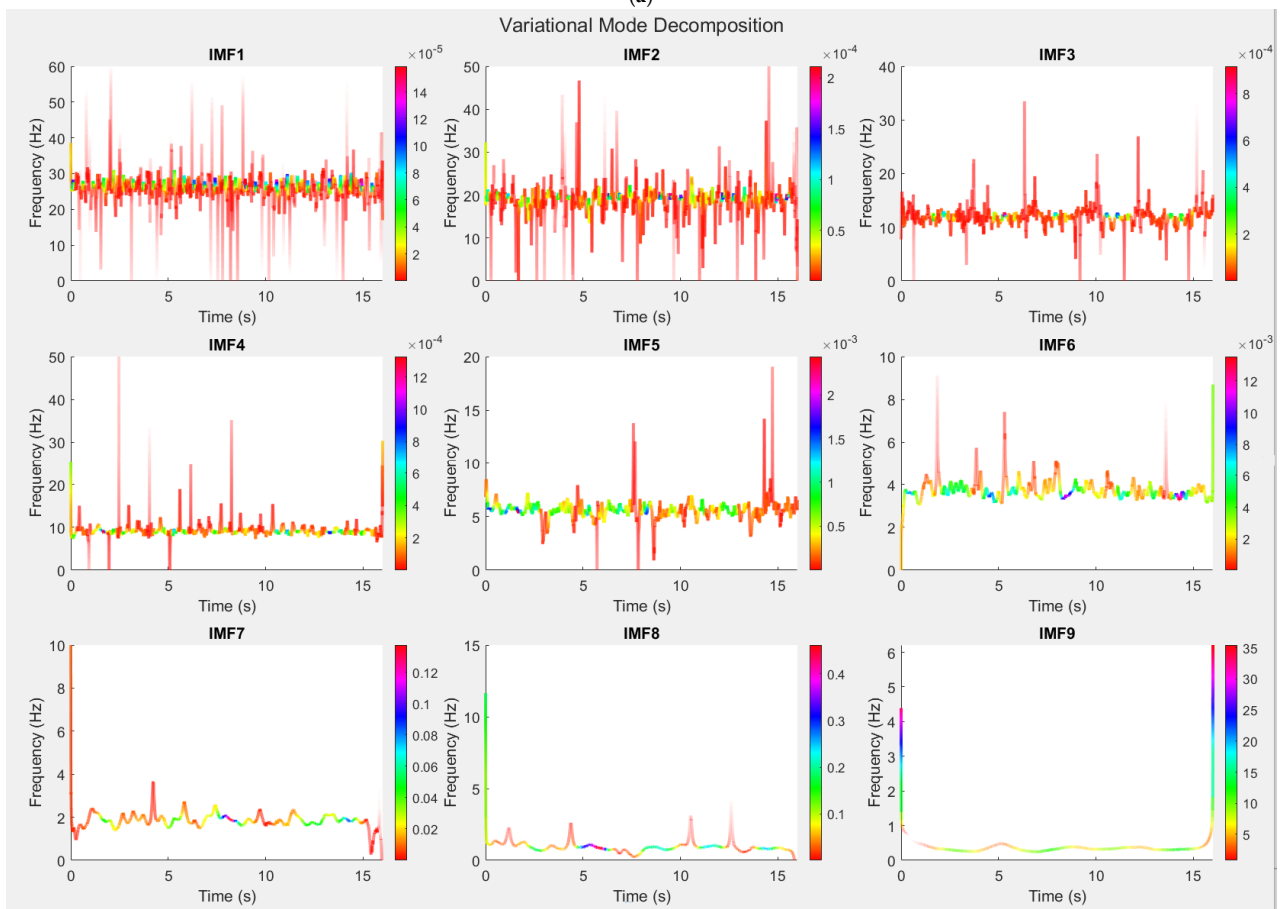 (a)
Variational Mode Decomposition
IMF1
×10-5
60
50
40
30
20
10
0
Frequency (Hz)
0 5 10 15
Time (s)
14
12
10
8
6
4
2
IMF2
×10-4
50
40
30
20
10
0
Frequency (Hz)
0 5 10 15
Time (s)
2
1.5
1
0.5
IMF3
×10-4
40
30
20
10
0
Frequency (Hz)
0 5 10 15
Time (s)
8
6
4
2
IMF4
×10-4
50
40
30
20
10
0
Frequency (Hz)
0 5 10 15
Time (s)
12
10
8
6
4
2
IMF5
×10-3
20
15
10
5
0
Frequency (Hz)
0 5 10 15
Time (s)
2
1.5
1
0.5
IMF6
×10-3
10
8
6
4
2
0
Frequency (Hz)
0 5 10 15
Time (s)
12
10
8
6
4
2
IMF7
10
8
6
4
2
0
Frequency (Hz)
0 5 10 15
Time (s)
0.12
0.1
0.08
0.06
0.04
0.02
IMF8
15
10
5
0
Frequency (Hz)
0 5 10 15
Time (s)
0.4
0.3
0.2
0.1
IMF9
6
5
4
3
2
1
0
Frequency (Hz)
0 5 10 15
Time (s)
35
30
25
20
15
10
5